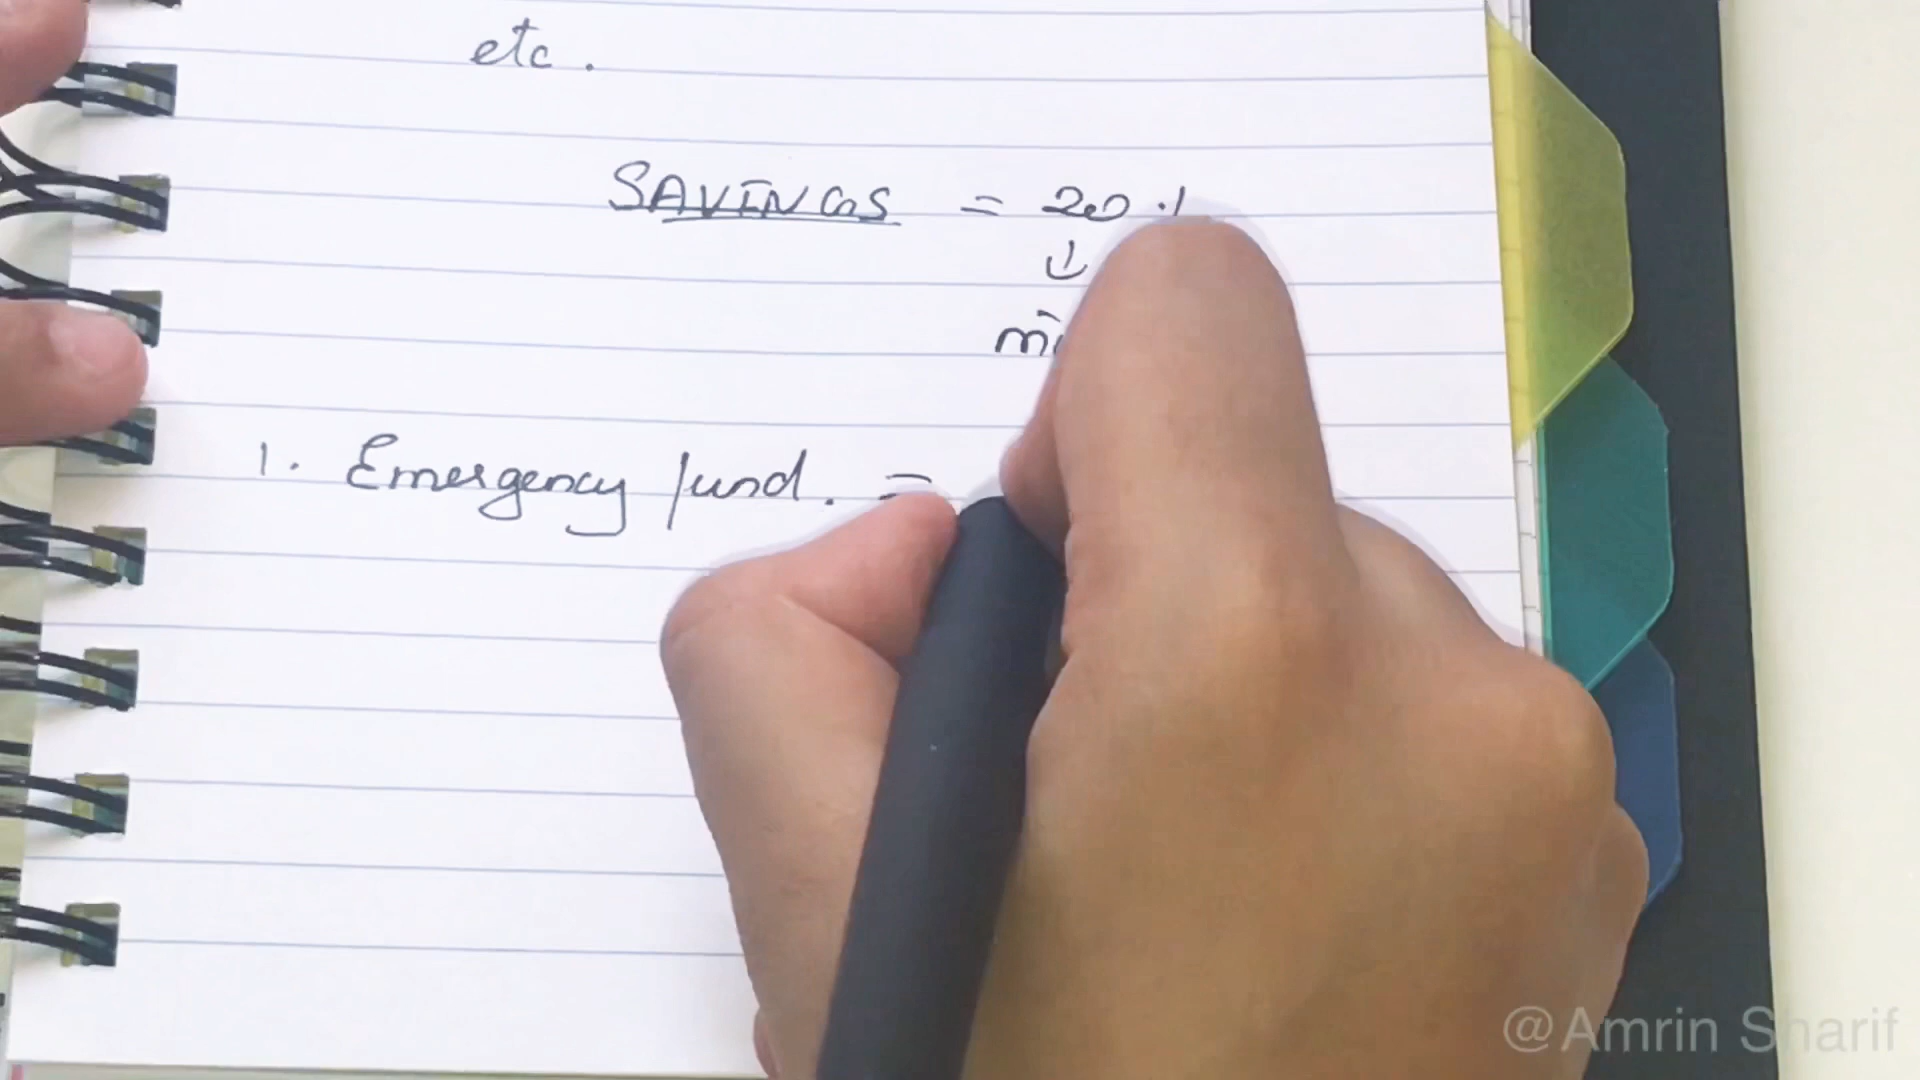 etc.
SAVINGS = 20 %
↓
1. Emergency fund. =
@Amrin Sharif